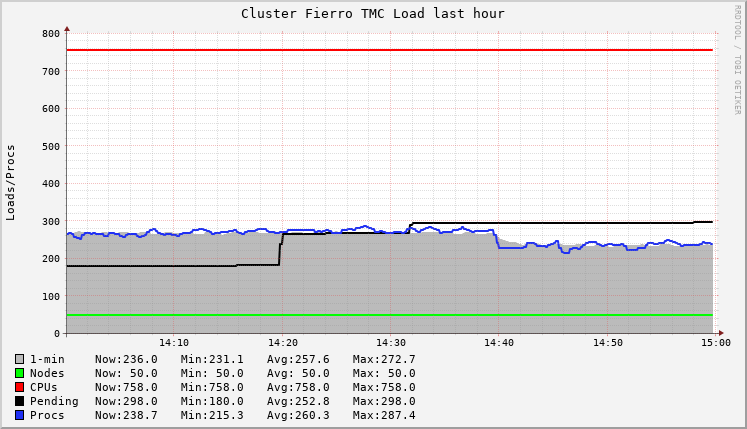 Cluster Fierro TMC Load last hour
RRDTOOL / TOBI OETIKER
Loads/Procs
800
700
600
500
400
300
200
100
0
14:10 14:20 14:30 14:40 14:50 15:00
1-min Now:236.0 Min:231.1 Avg:257.6 Max:272.7
Nodes Now: 50.0 Min: 50.0 Avg: 50.0 Max: 50.0
CPUs Now:758.0 Min:758.0 Avg:758.0 Max:758.0
Pending Now:298.0 Min:180.0 Avg:252.8 Max:298.0
Procs Now:238.7 Min:215.3 Avg:260.3 Max:287.4